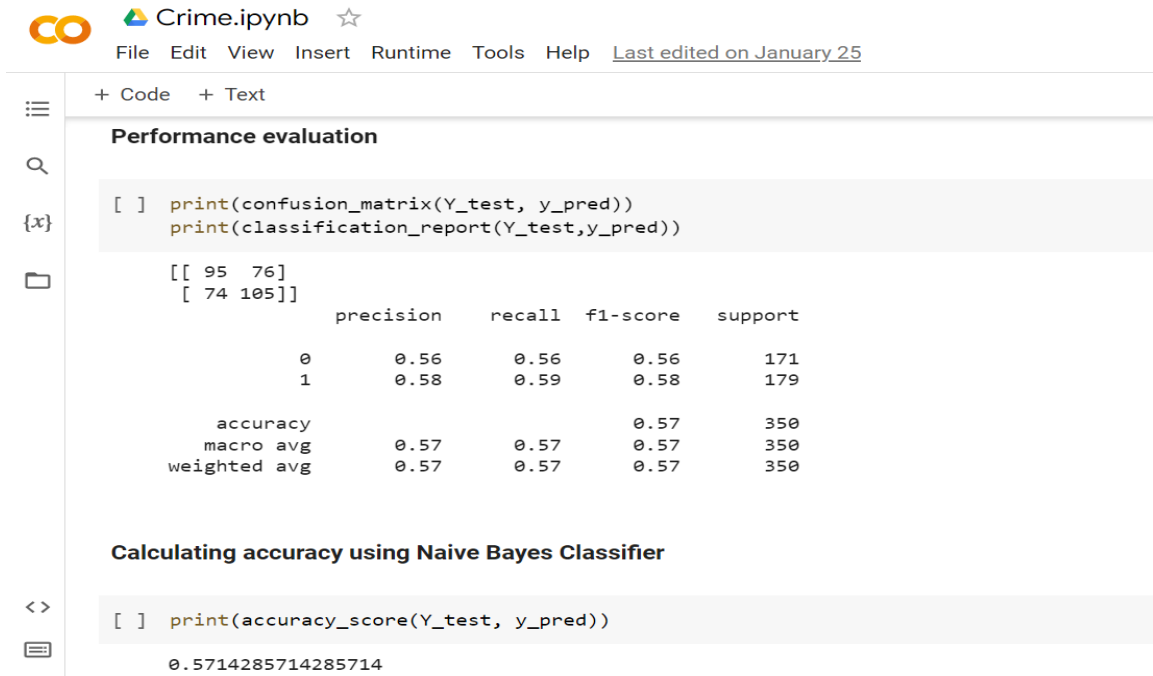 Crime.ipynb
File Edit View Insert Runtime Tools Help Last edited on January 25
+ Code + Text
Performance evaluation
{x}
[ ] print(confusion_matrix(Y_test, y_pred))
print(classification_report(Y_test,y_pred))
[[ 95  76]
 [ 74 105]]
              precision    recall  f1-score   support
           0       0.56      0.56      0.56       171
           1       0.58      0.59      0.58       179
    accuracy                           0.57       350
   macro avg       0.57      0.57      0.57       350
weighted avg       0.57      0.57      0.57       350
Calculating accuracy using Naive Bayes Classifier
[ ] print(accuracy_score(Y_test, y_pred))
0.5714285714285714